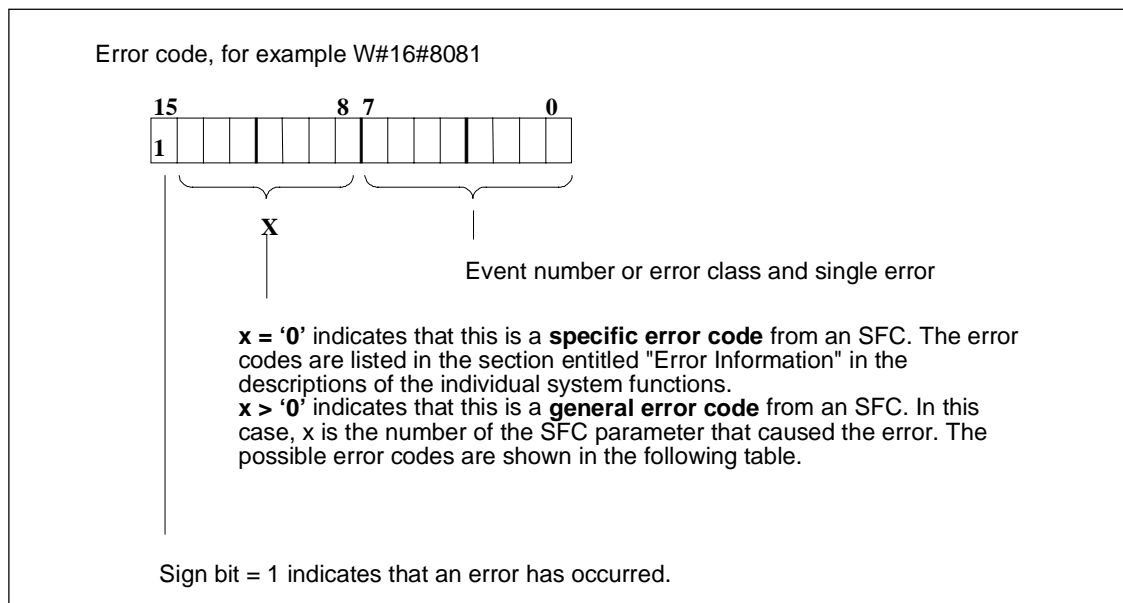 Error code, for example W#16#8081
15 8 7 0
1
X
Event number or error class and single error
x = ‘0’ indicates that this is a specific error code from an SFC. The error
codes are listed in the section entitled "Error Information" in the
descriptions of the individual system functions.
x > ‘0’ indicates that this is a general error code from an SFC. In this
case, x is the number of the SFC parameter that caused the error. The
possible error codes are shown in the following table.
Sign bit = 1 indicates that an error has occurred.